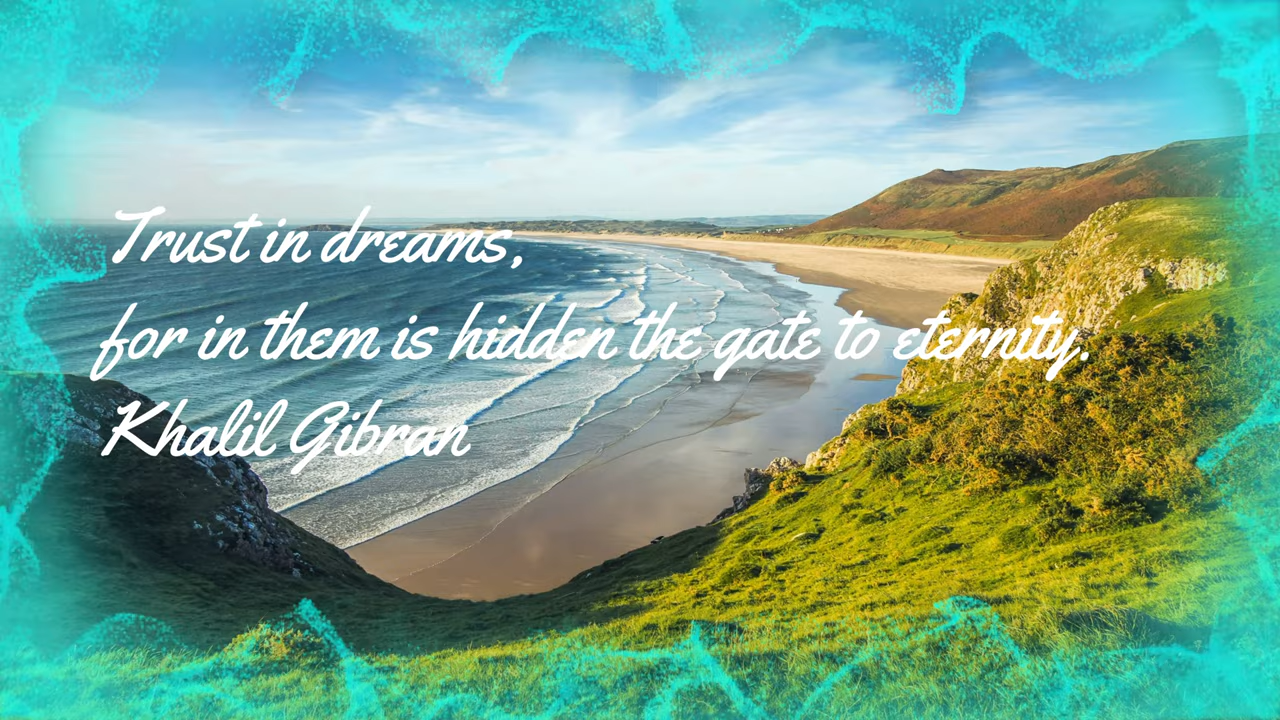 Trust in dreams,
for in them is hidden the gate to eternity.
Khalil Gibran